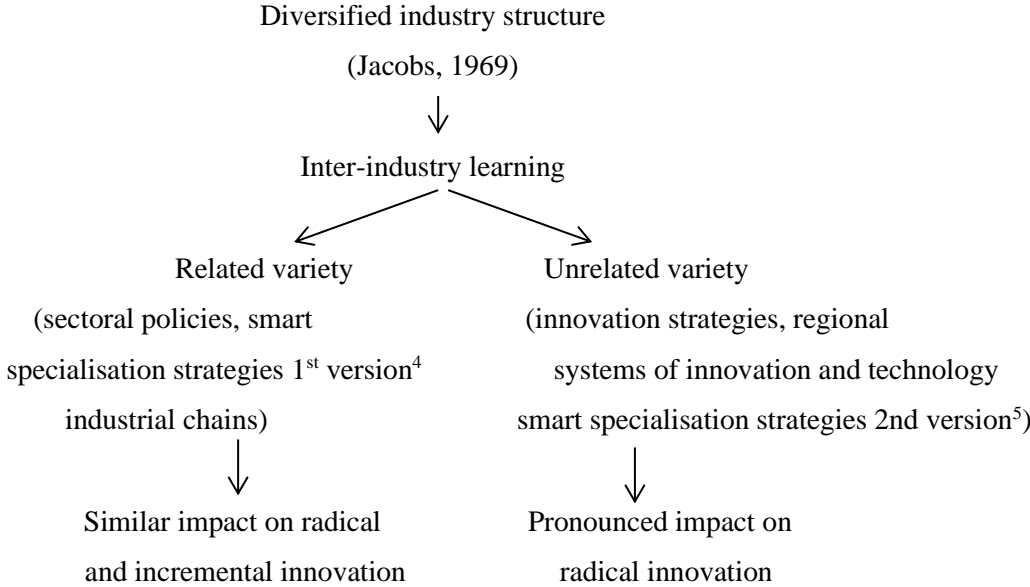 Diversified industry structure
(Jacobs, 1969)
Inter-industry learning
Related variety
(sectoral policies, smart
specialisation strategies 1st version4
industrial chains)
Similar impact on radical
and incremental innovation
Unrelated variety
(innovation strategies, regional
systems of innovation and technology
smart specialisation strategies 2nd version5)
Pronounced impact on
radical innovation